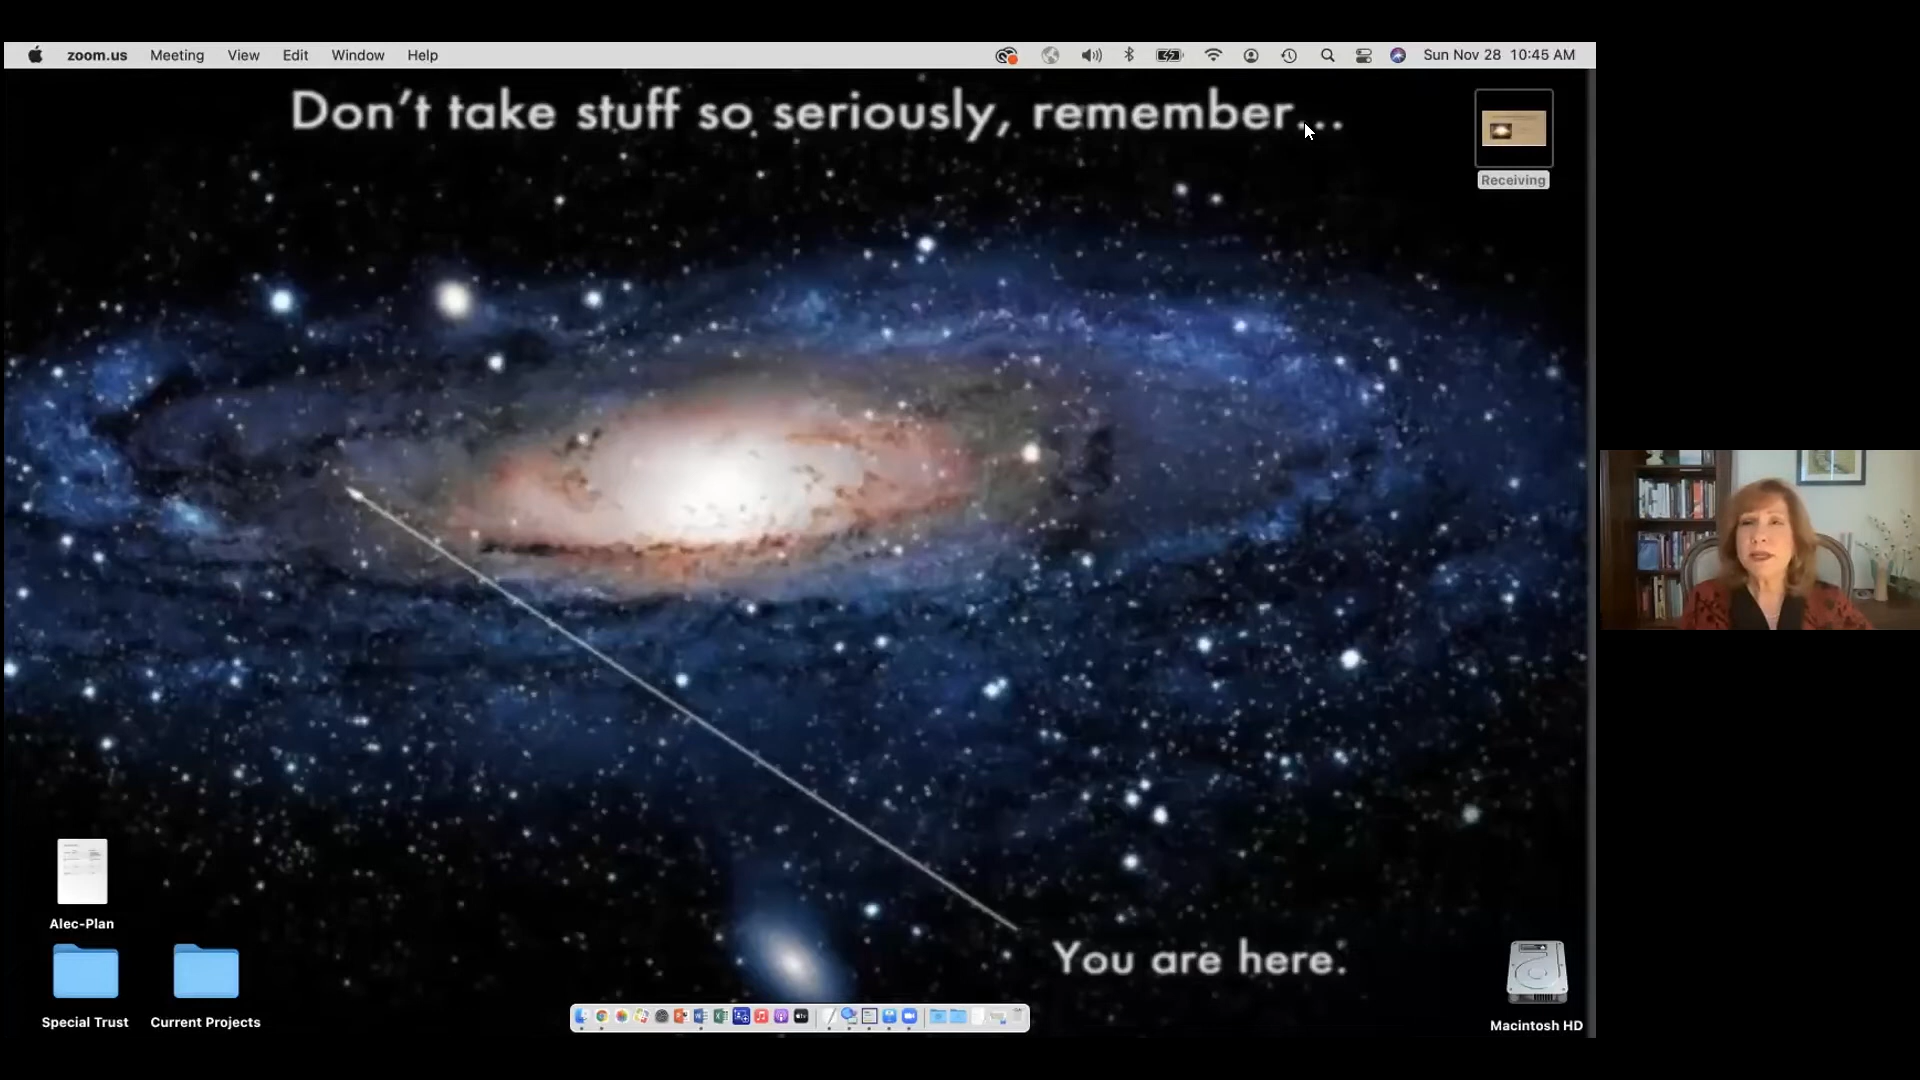 zoom.us Meeting View Edit Window Help Sun Nov 28 10:45 AM
Don't take stuff so seriously, remember...
Receiving
You are here.
Alec-Plan
Special Trust
Current Projects
Macintosh HD